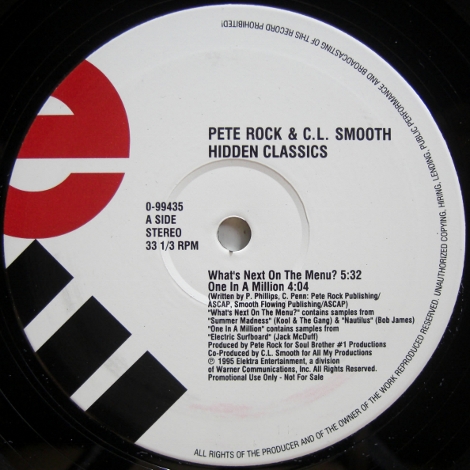 PETE ROCK & C.L. SMOOTH
HIDDEN CLASSICS
0-99435
A SIDE
STEREO
33 1/3 RPM
What's Next On The Menu? 5:32
One In A Million 4:04
(Written by P. Phillips, C. Penn: Pete Rock Publishing/
ASCAP, Smooth Flowing Publishing/ASCAP)
"What's Next On The Menu?" contains samples from
"Summer Madness" (Kool & The Gang) & "Nautilus" (Bob James)
"One In A Million" contains samples from
"Electric Surfboard" (Jack McDuff)
Produced by Pete Rock for Soul Brother #1 Productions
Co-Produced by C.L. Smooth for All My Productions
℗ 1995 Elektra Entertainment, a division
of Warner Communications, Inc. All Rights Reserved.
Promotional Use Only - Not For Sale
ALL RIGHTS OF THE PRODUCER AND OF THE OWNER OF THE WORK REPRODUCED RESERVED. UNAUTHORIZED COPYING, HIRING, LENDING, PUBLIC PERFORMANCE AND BROADCASTING OF THIS RECORD PROHIBITED!
e